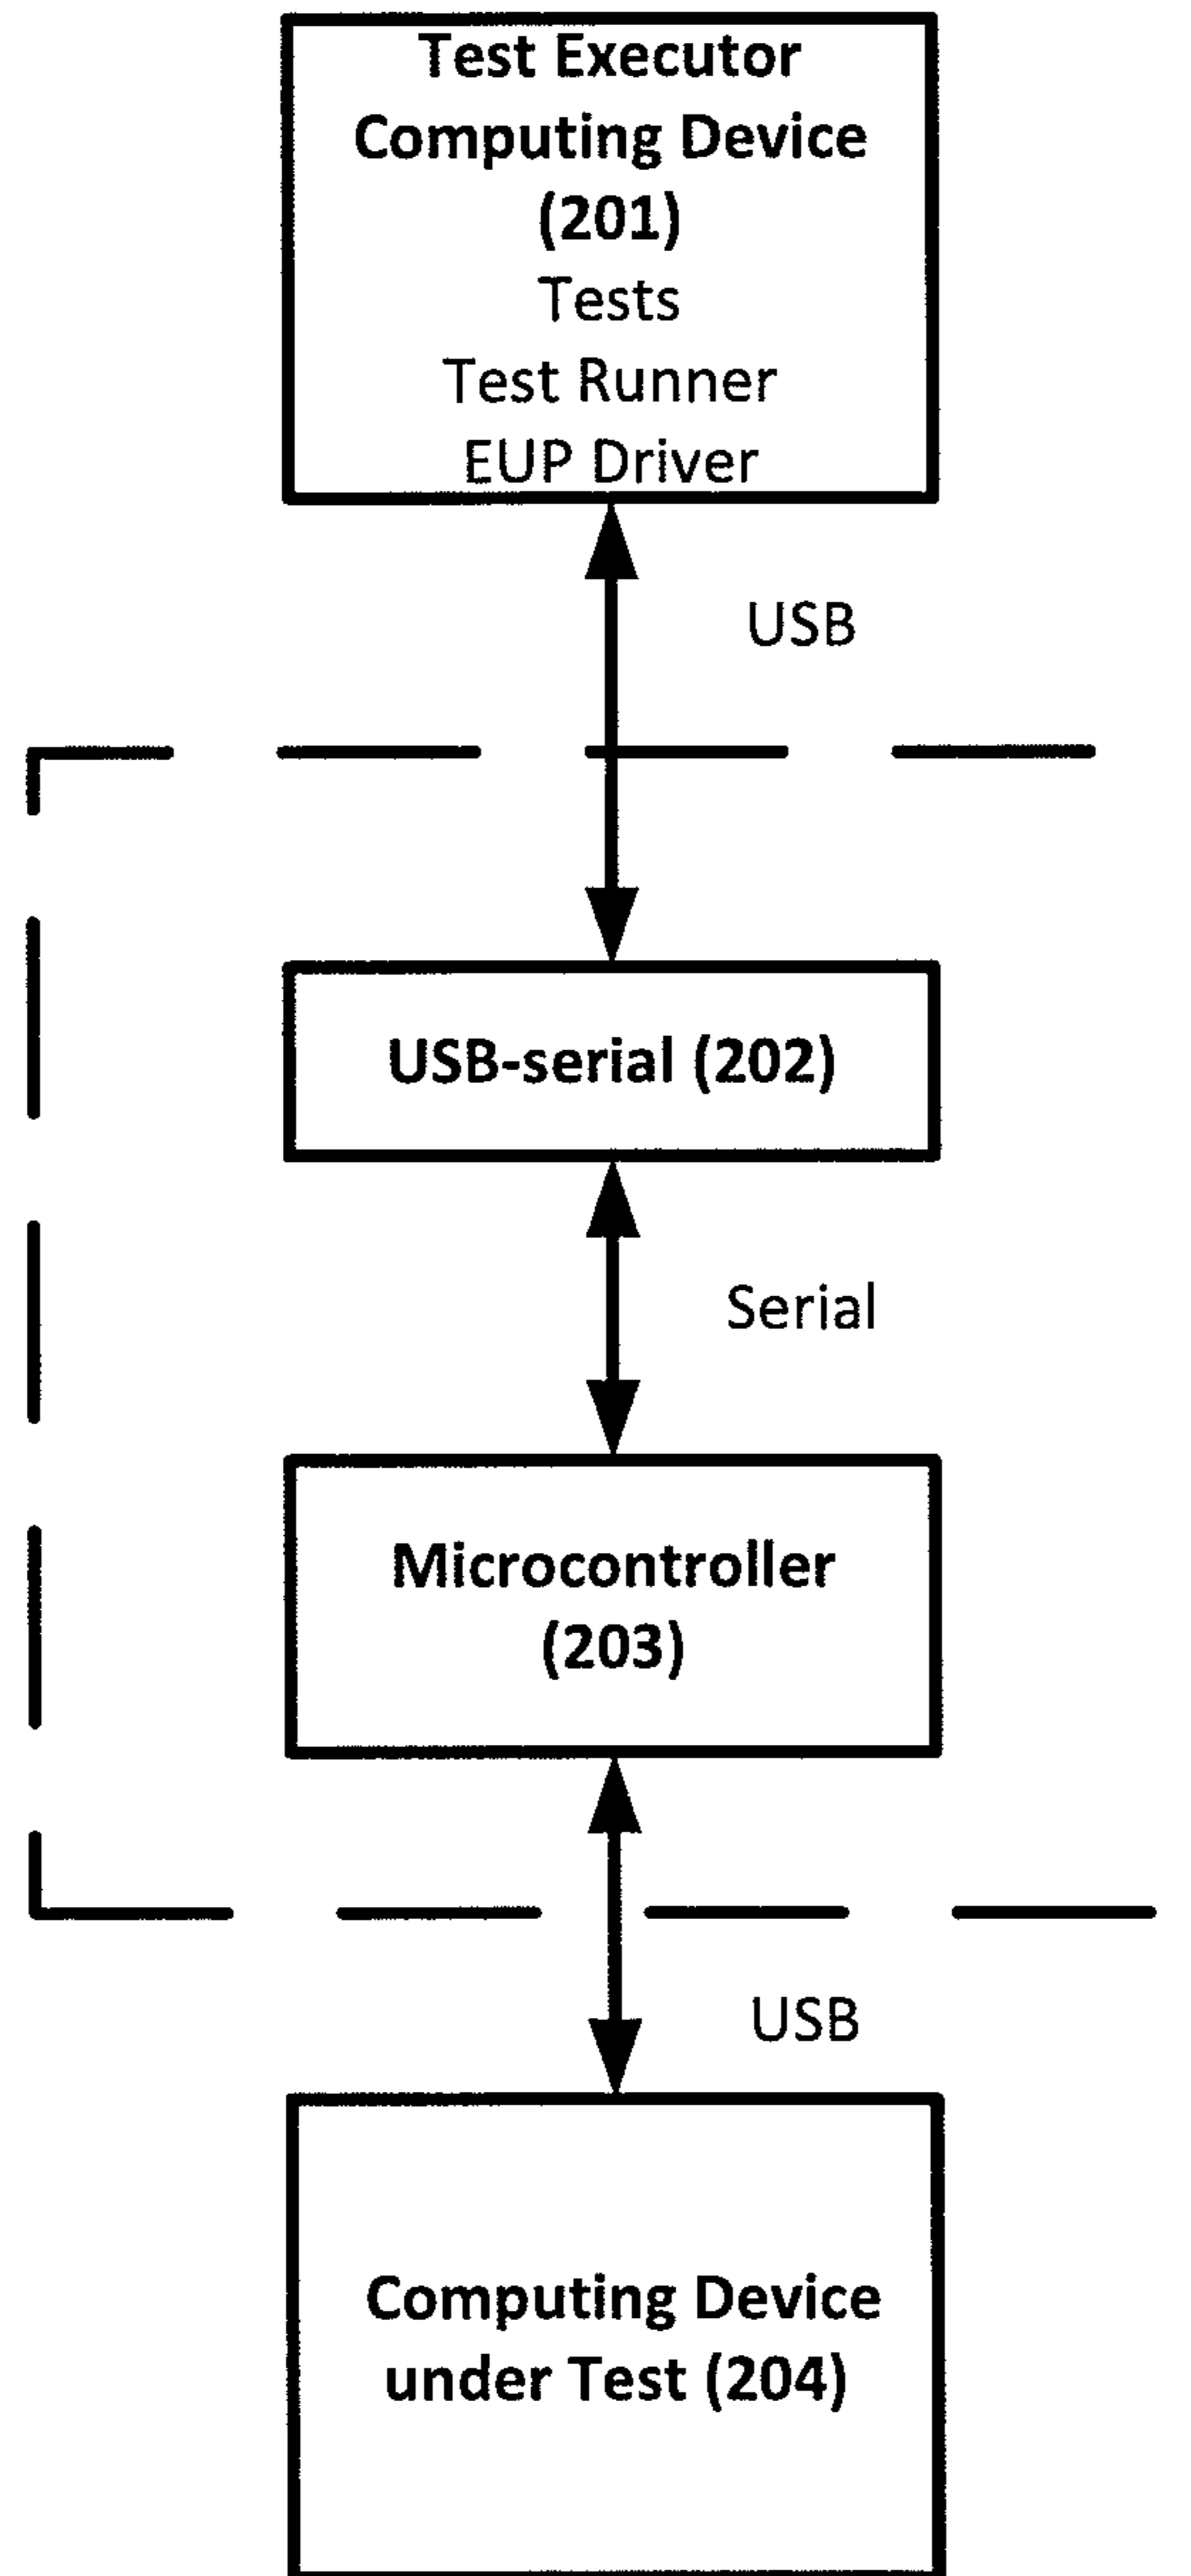 Test Executor
Computing Device
(201)
Tests
Test Runner
EUP Driver
USB
USB-serial (202)
Serial
Microcontroller
(203)
USB
Computing Device
under Test (204)